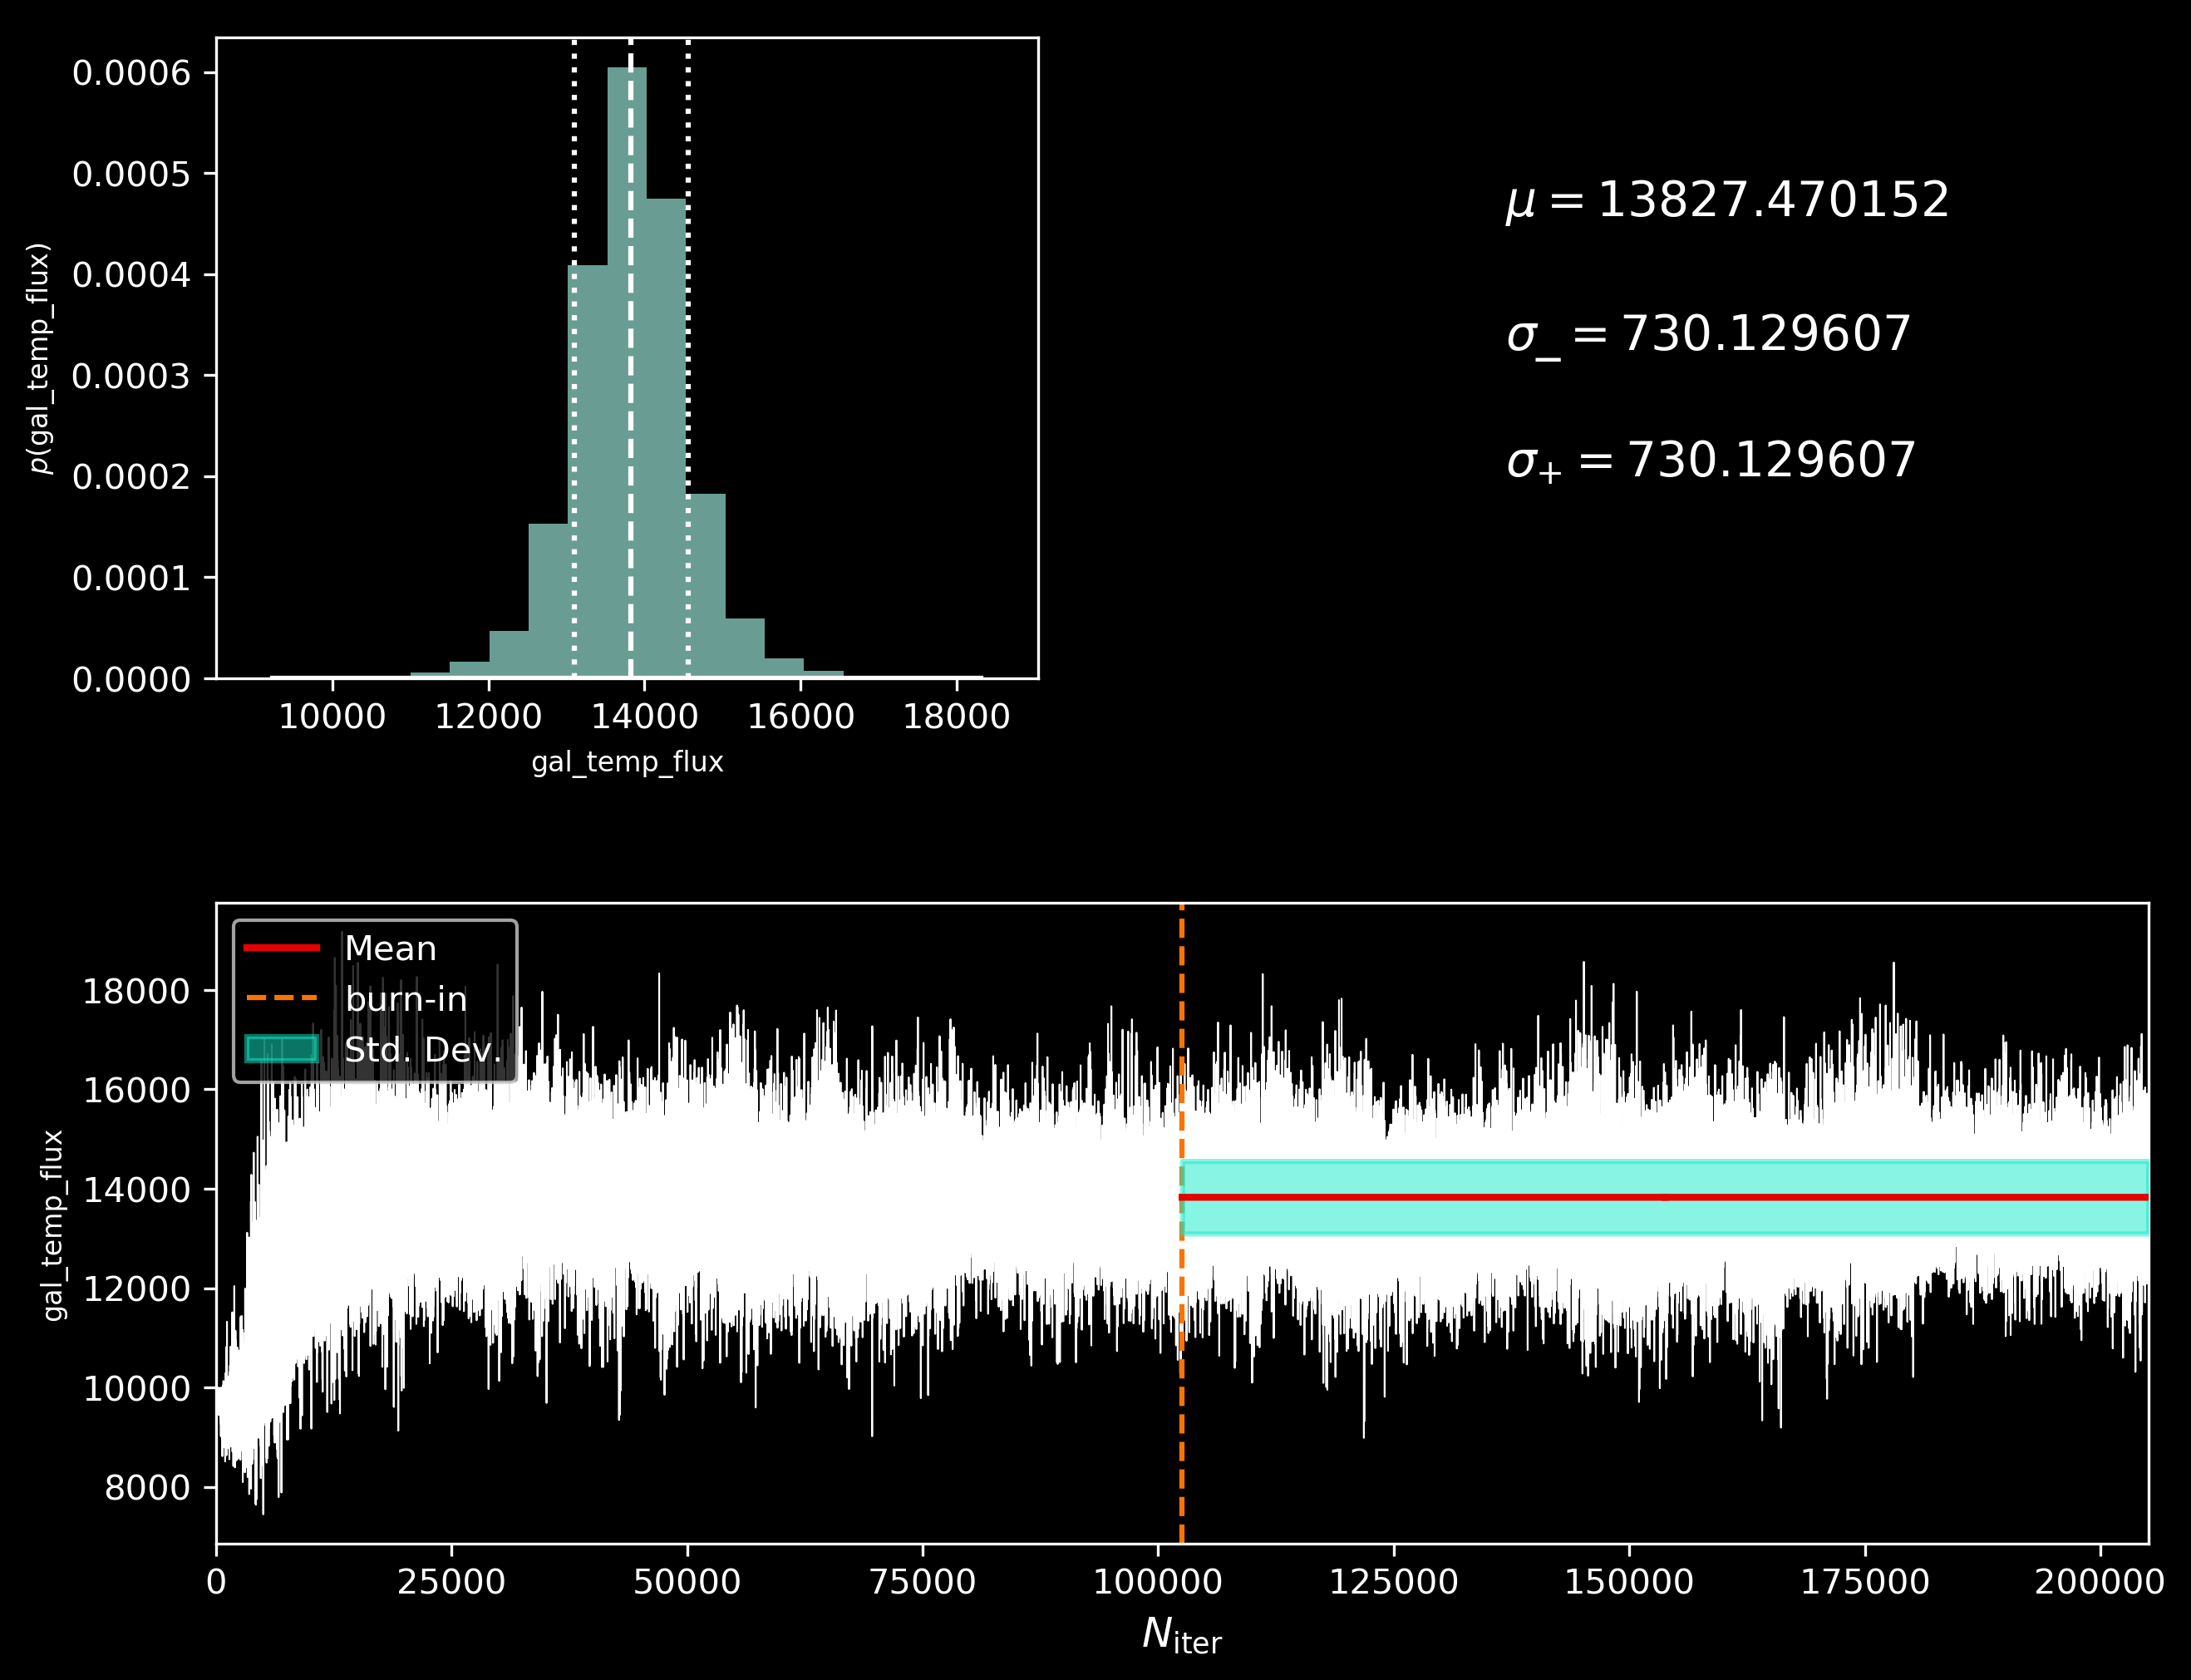 0.0006
0.0005
0.0004
0.0003
0.0002
0.0001
0.0000
p(gal_temp_flux)
10000 12000 14000 16000 18000
gal_temp_flux
μ = 13827.470152
σ_ = 730.129607
σ+ = 730.129607
Mean
burn-in
Std. Dev.
18000
16000
14000
12000
10000
8000
gal_temp_flux
0 25000 50000 75000 100000 125000 150000 175000 200000
Niter